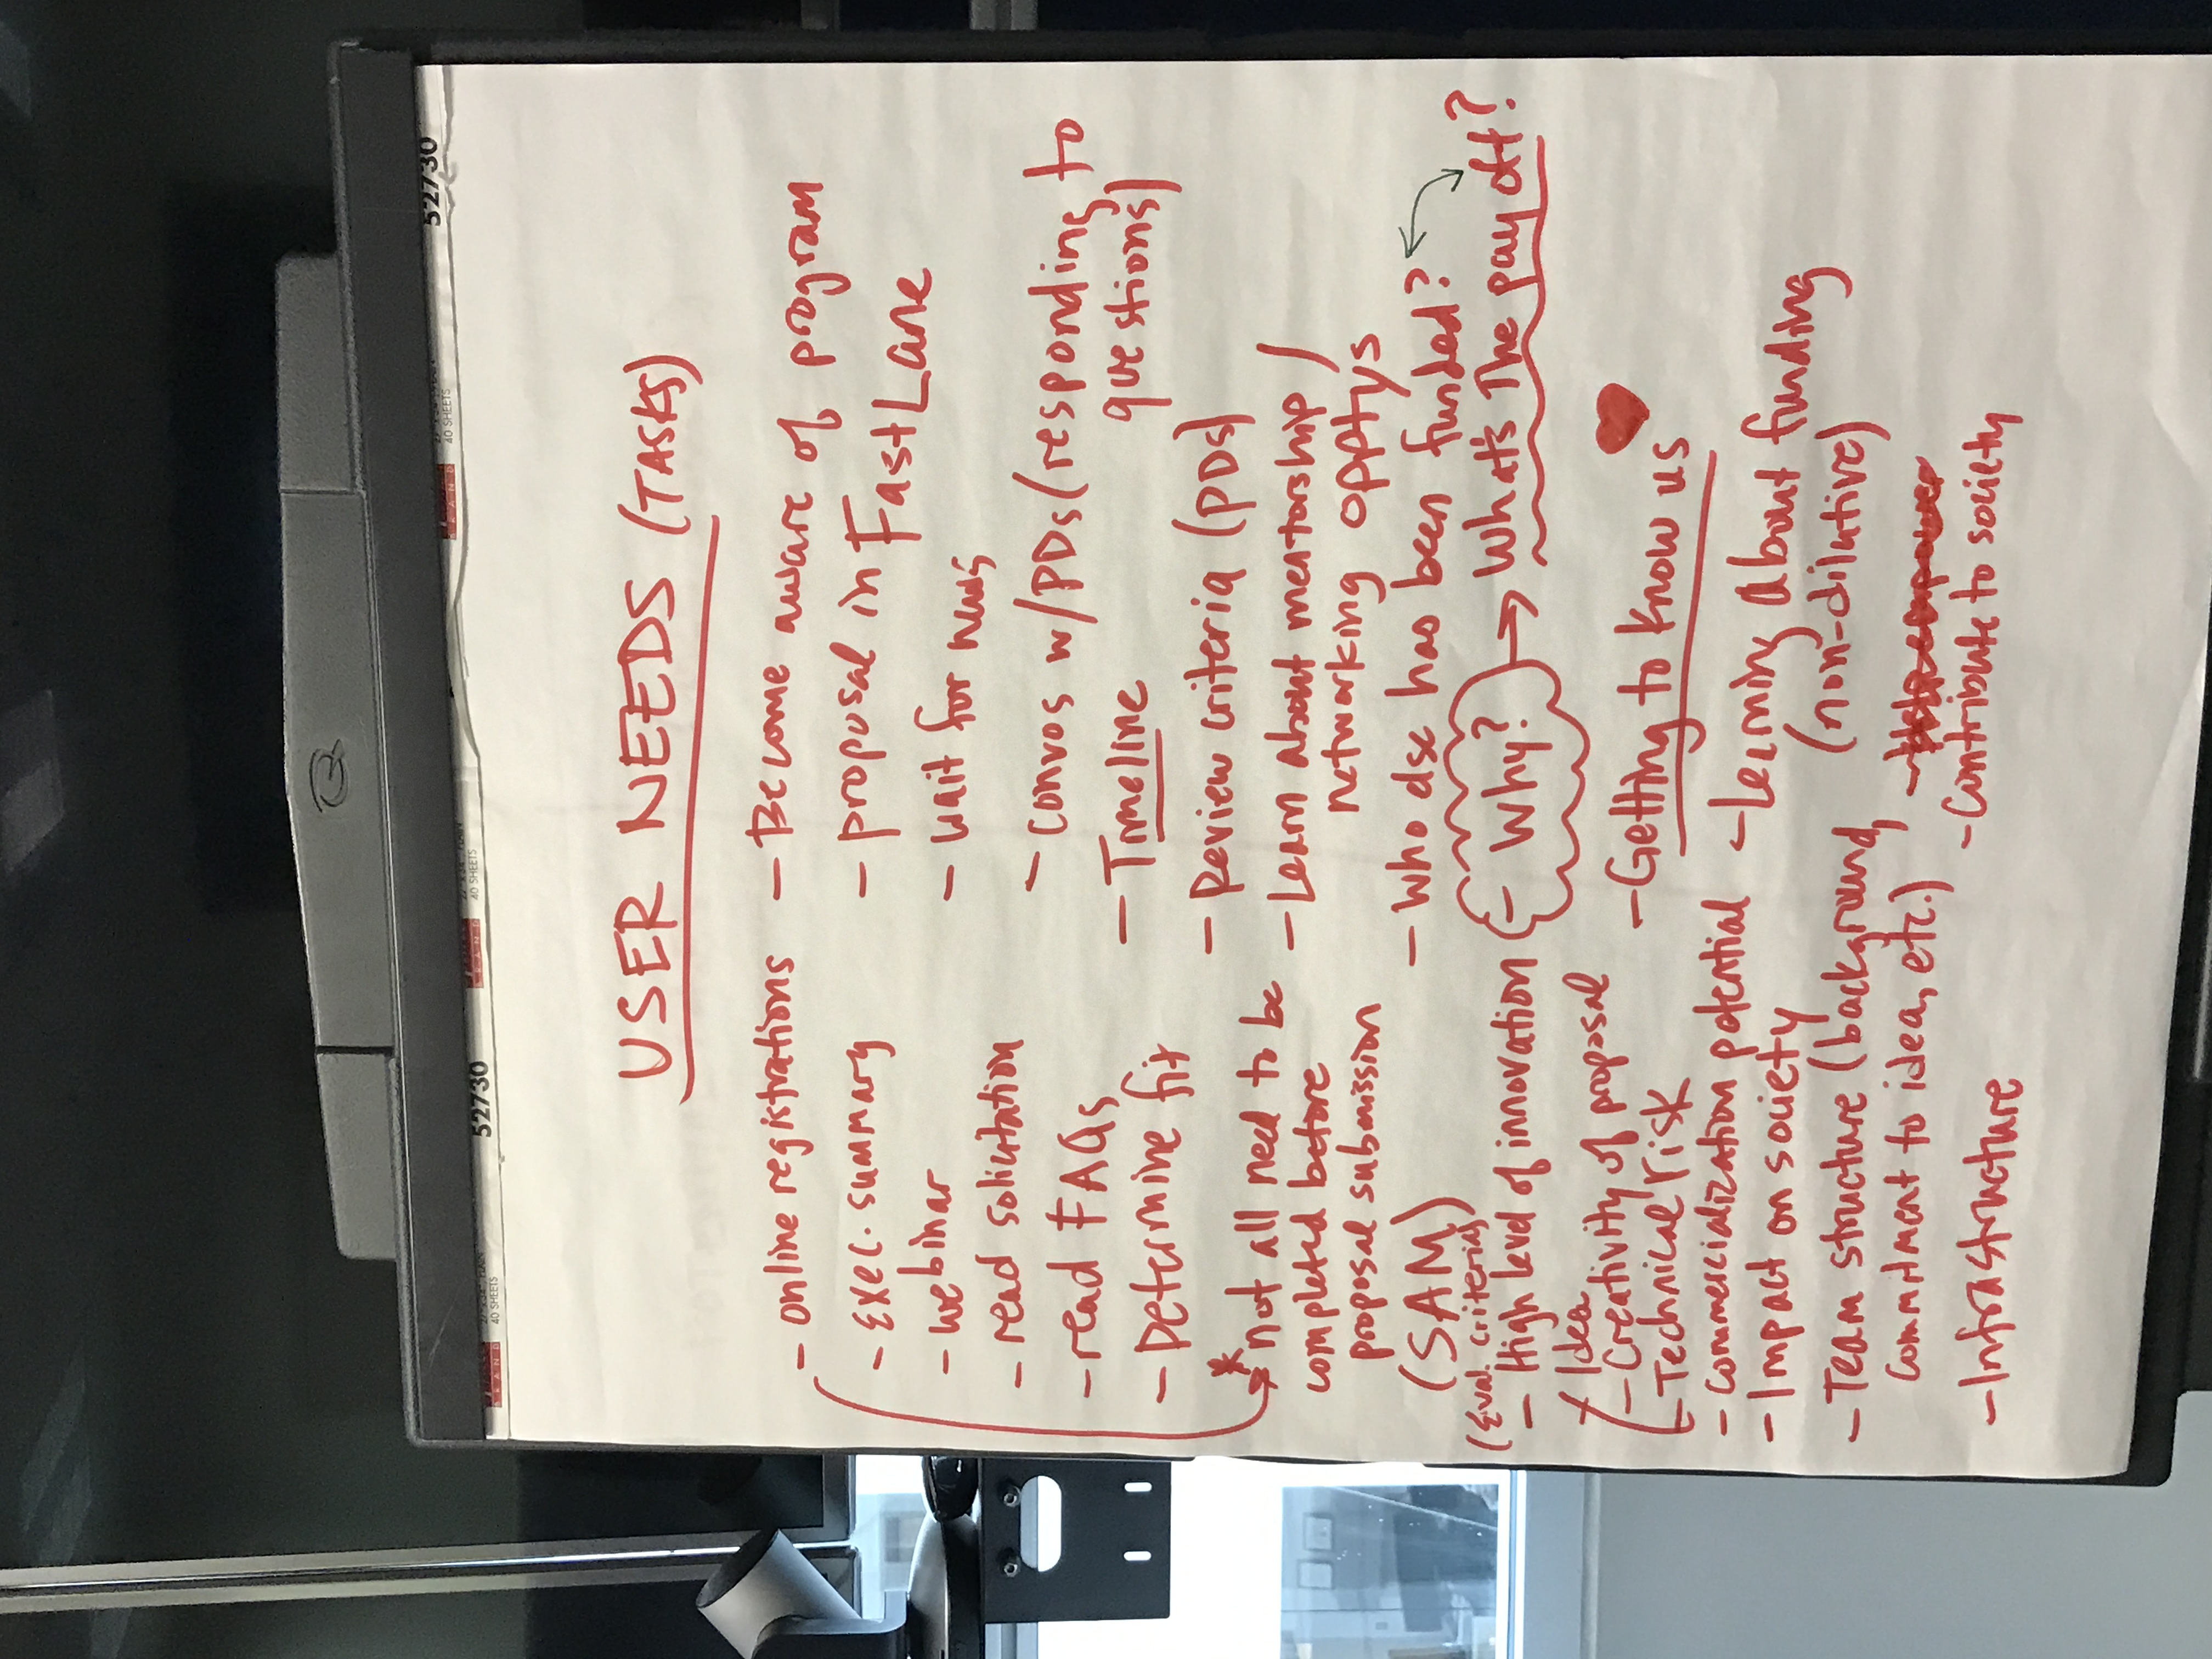 52730
40 SHEETS
BRAND
40 SHEETS
BRAND
40 SHEETS
52730
USER NEEDS (TASKS)
- online registrations
- Exec. summary
- webinar
- read solicitation
- read FAQs
- Determine fit
* not all need to be
completed before
proposal submission
(SAM)
(Eval. criteria)
- High level of innovation
Idea
- Creativity of proposal
- Technical risk
- commercialization potential
- Impact on society
- Team structure (background,
commitment to idea, etc.)
- Infrastructure
- Become aware of program
- proposal in FastLane
- wait for news
- convos w/PDs (responding to
questions)
- Timeline
- Review criteria (PDs)
- Learn about mentorship /
networking opptys
- Who else has been funded?
- Why? → What's The pay off?
- Getting to know us
- Learning about funding
(non-dilutive)
- Contribute to society